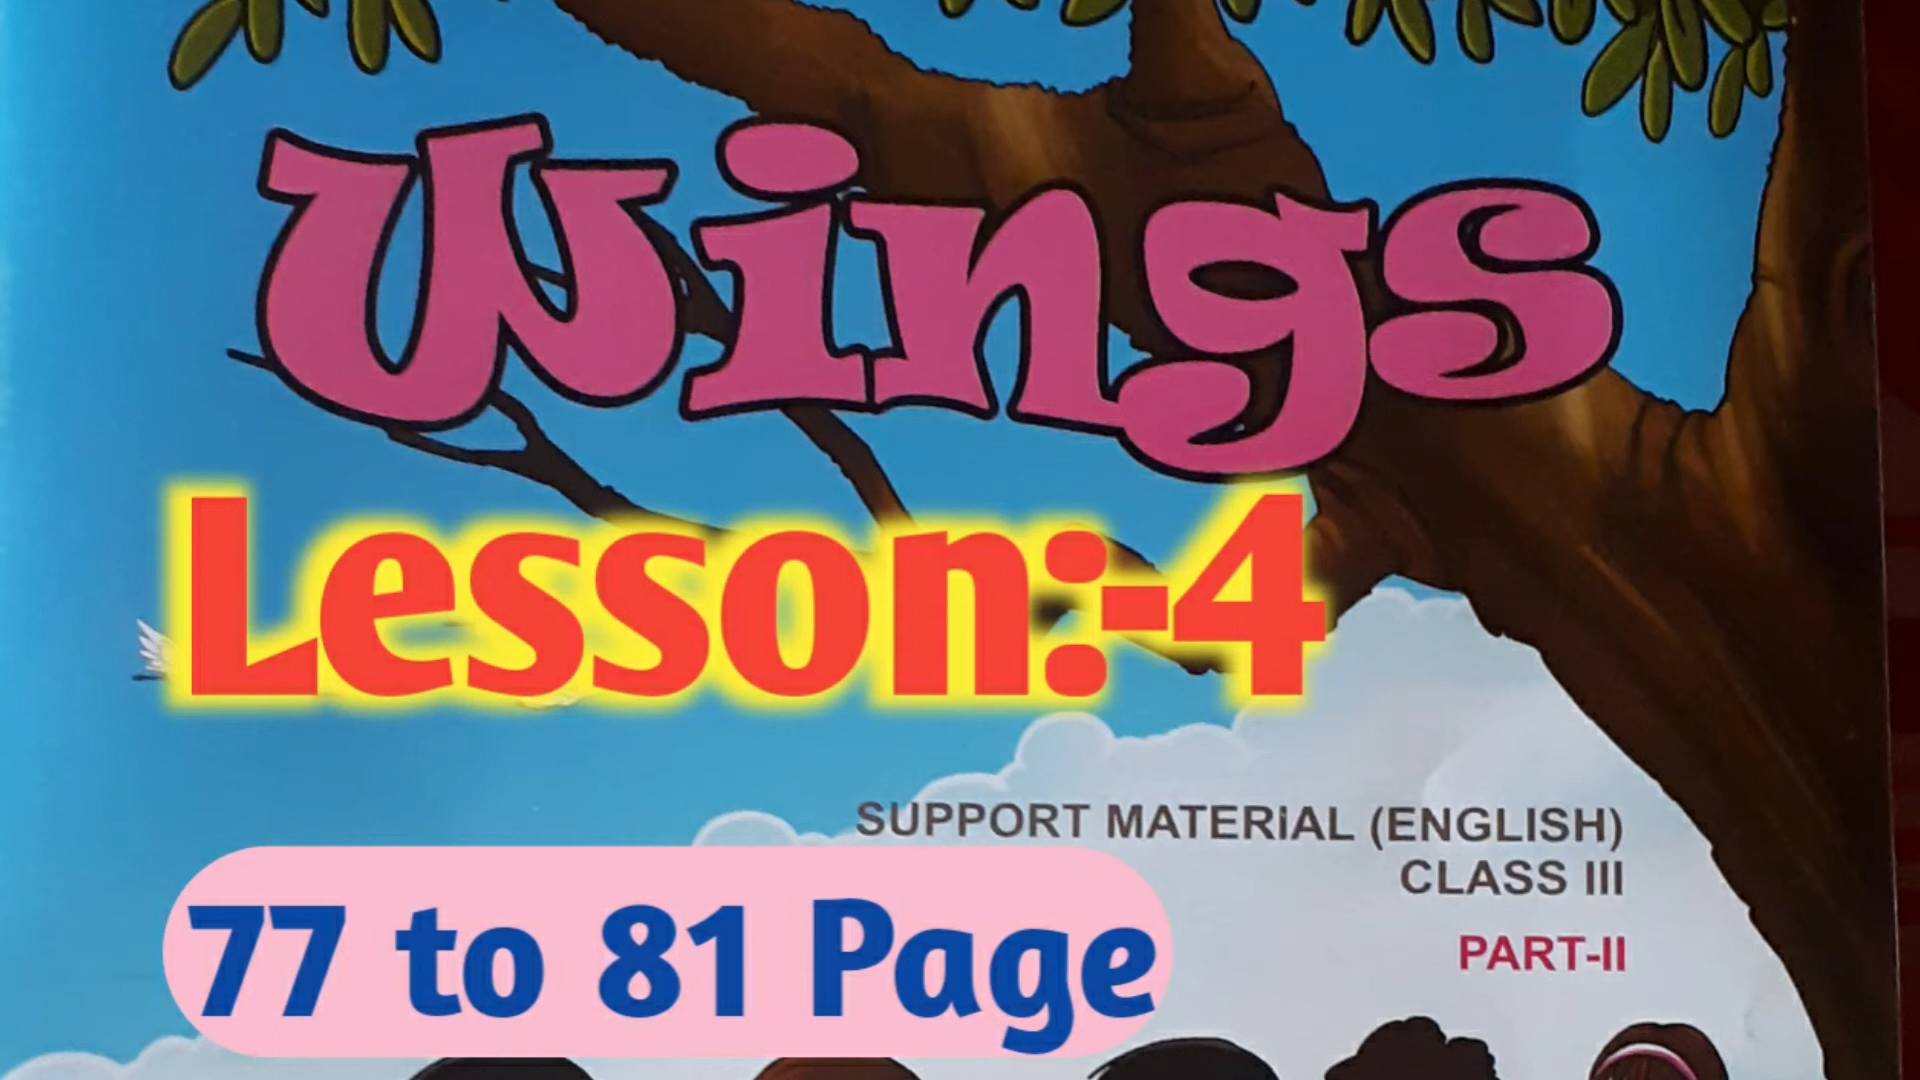 Wings
Lesson:-4
SUPPORT MATERiAL (ENGLISH)
CLASS III
PART-II
77 to 81 Page